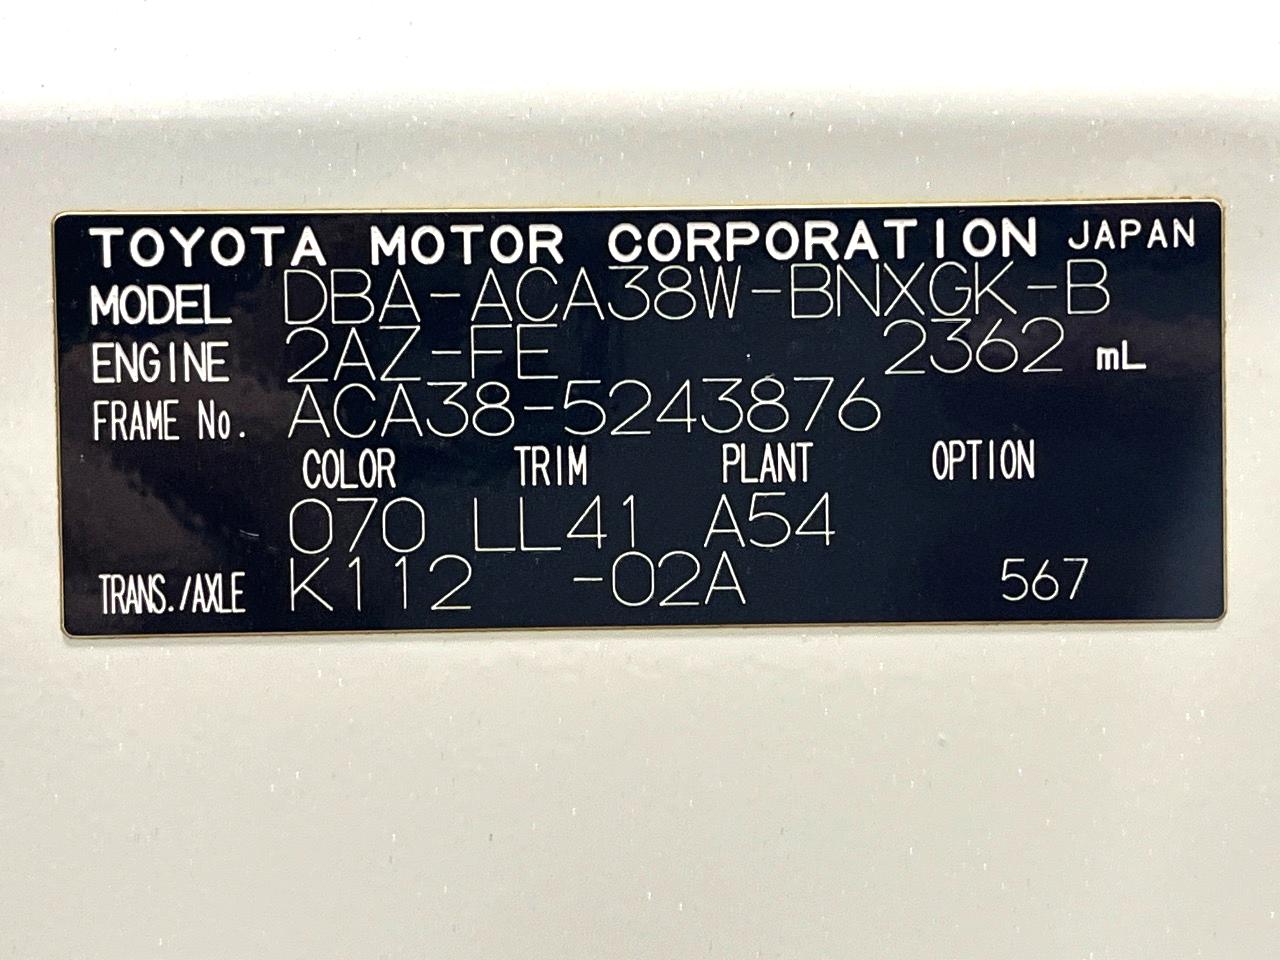 TOYOTA MOTOR CORPORATION JAPAN
MODEL DBA-ACA38W-BNXGK-B
ENGINE 2AZ-FE 2362 mL
FRAME No. ACA38-5243876
COLOR TRIM PLANT OPTION
070 LL41 A54
TRANS./AXLE K112 -02A 567